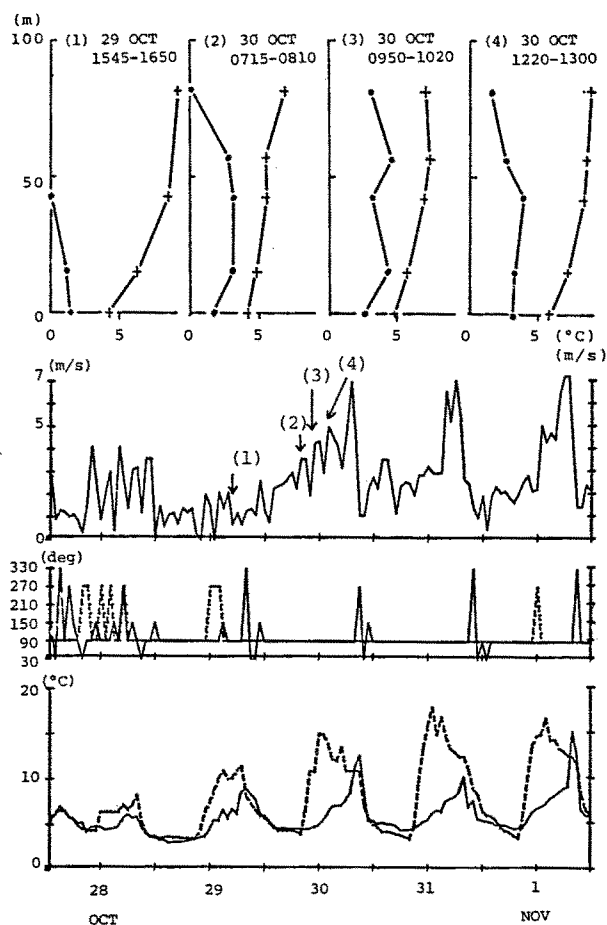 (m)
100
(1) 29 OCT
1545-1650
(2) 30 OCT
0715-0810
(3) 30 OCT
0950-1020
(4) 30 OCT
1220-1300
50
0
0 5 0 5 0 5 0 5 (°C)
(m/s)
(m/s)
7
5
0
(1)
(2)
(3)
(4)
(deg)
330
270
210
150
90
30
(°C)
20
10
0
28 29 30 31 1
OCT NOV